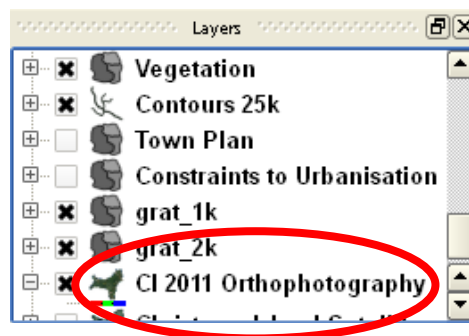 Layers
Vegetation
Contours 25k
Town Plan
Constraints to Urbanisation
grat_1k
grat_2k
CI 2011 Orthophotography